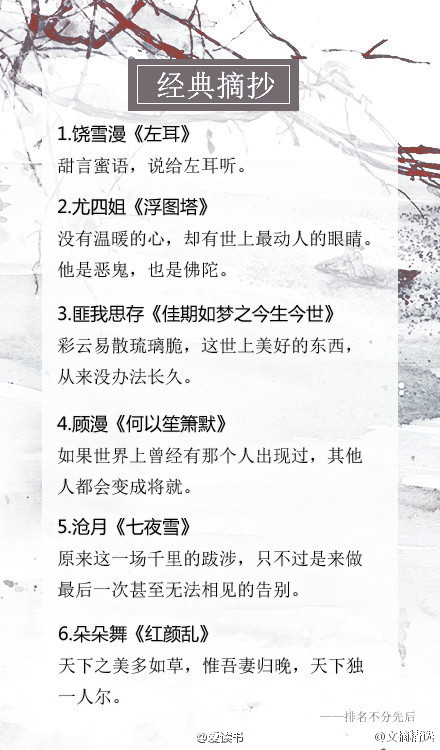 经典摘抄
1.饶雪漫《左耳》
甜言蜜语，说给左耳听。
2.尤四姐《浮图塔》
没有温暖的心，却有世上最动人的眼睛。
他是恶鬼，也是佛陀。
3.匪我思存《佳期如梦之今生今世》
彩云易散琉璃脆，这世上美好的东西，
从来没办法长久。
4.顾漫《何以笙箫默》
如果世界上曾经有那个人出现过，其他
人都会变成将就。
5.沧月《七夜雪》
原来这一场千里的跋涉，只不过是来做
最后一次甚至无法相见的告别。
6.朵朵舞《红颜乱》
天下之美多如草，惟吾妻归晚，天下独
一人尔。
——排名不分先后
@爱读书
@文摘精选